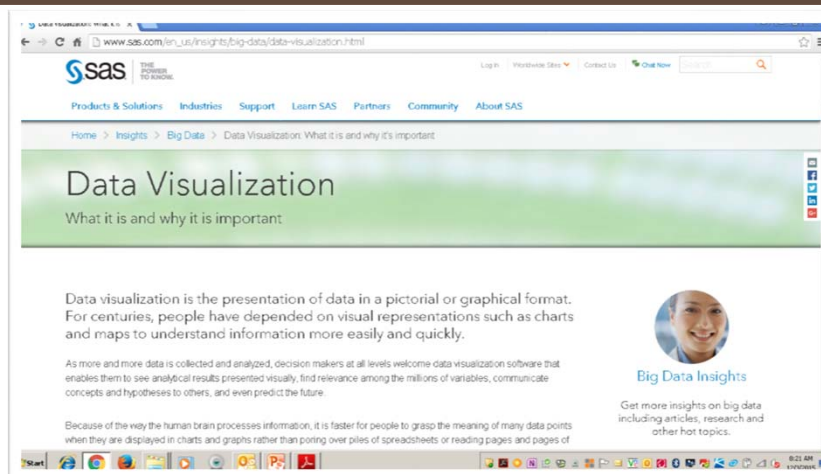 www.sas.com/en_us/insights/big-data/data-visualization.html
sas THE POWER TO KNOW.
Log In Worldwide Sites Contact Us Chat Now Search
Products & Solutions Industries Support Learn SAS Partners Community About SAS
Home > Insights > Big Data > Data Visualization: What it is and why it's important
Data Visualization
What it is and why it is important
Data visualization is the presentation of data in a pictorial or graphical format.
For centuries, people have depended on visual representations such as charts
and maps to understand information more easily and quickly.
As more and more data is collected and analyzed, decision makers at all levels welcome data visualization software that
enables them to see analytical results presented visually, find relevance among the millions of variables, communicate
concepts and hypotheses to others, and even predict the future.
Because of the way the human brain processes information, it is faster for people to grasp the meaning of many data points
when they are displayed in charts and graphs rather than poring over piles of spreadsheets or reading pages and pages of
Big Data Insights
Get more insights on big data
including articles, research and
other hot topics.
Start
8:21 AM